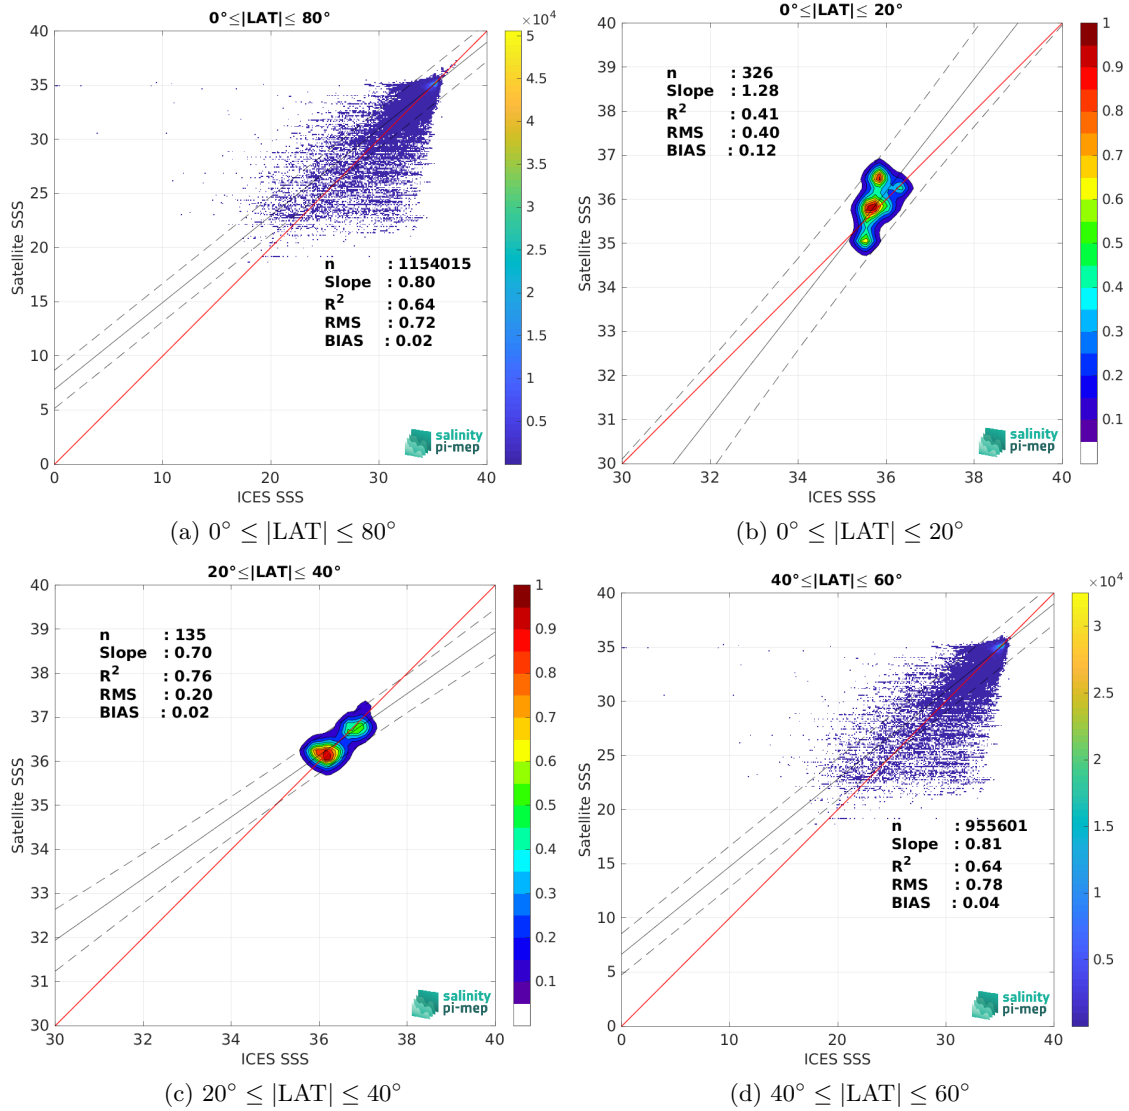 0°≤|LAT|≤ 80°
×10⁴
40
35
30
25
20
15
10
5
0
Satellite SSS
n : 1154015
Slope : 0.80
R² : 0.64
RMS : 0.72
BIAS : 0.02
salinity
pi-mep
0 10 20 30 40
ICES SSS
5
4.5
4
3.5
3
2.5
2
1.5
1
0.5
(a) 0° ≤ |LAT| ≤ 80°
0°≤|LAT|≤ 20°
40
39
38
37
36
35
34
33
32
31
30
Satellite SSS
n : 326
Slope : 1.28
R² : 0.41
RMS : 0.40
BIAS : 0.12
salinity
pi-mep
30 32 34 36 38 40
ICES SSS
1
0.9
0.8
0.7
0.6
0.5
0.4
0.3
0.2
0.1
(b) 0° ≤ |LAT| ≤ 20°
20°≤|LAT|≤ 40°
40
39
38
37
36
35
34
33
32
31
30
Satellite SSS
n : 135
Slope : 0.70
R² : 0.76
RMS : 0.20
BIAS : 0.02
salinity
pi-mep
30 32 34 36 38 40
ICES SSS
1
0.9
0.8
0.7
0.6
0.5
0.4
0.3
0.2
0.1
(c) 20° ≤ |LAT| ≤ 40°
40°≤|LAT|≤ 60°
×10⁴
40
35
30
25
20
15
10
5
0
Satellite SSS
n : 955601
Slope : 0.81
R² : 0.64
RMS : 0.78
BIAS : 0.04
salinity
pi-mep
0 10 20 30 40
ICES SSS
3
2.5
2
1.5
1
0.5
(d) 40° ≤ |LAT| ≤ 60°